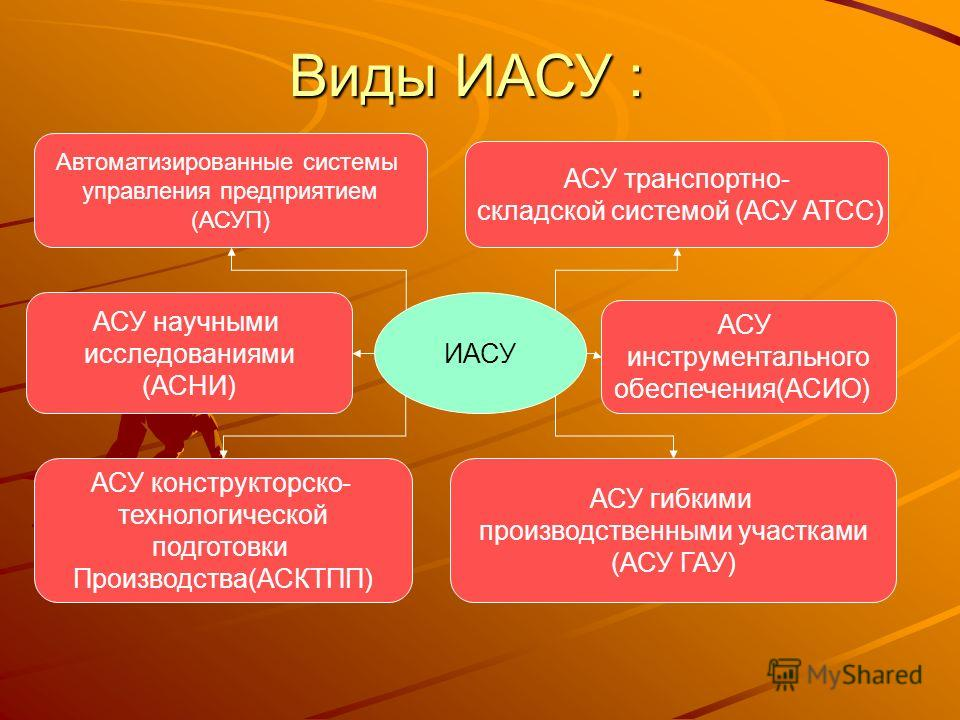 Виды ИАСУ :
Автоматизированные системы
управления предприятием
(АСУП)
АСУ транспортно-
складской системой (АСУ АТСС)
АСУ научными
исследованиями
(АСНИ)
ИАСУ
АСУ
инструментального
обеспечения(АСИО)
АСУ конструкторско-
технологической
подготовки
Производства(АСКТПП)
АСУ гибкими
производственными участками
(АСУ ГАУ)
MyShared